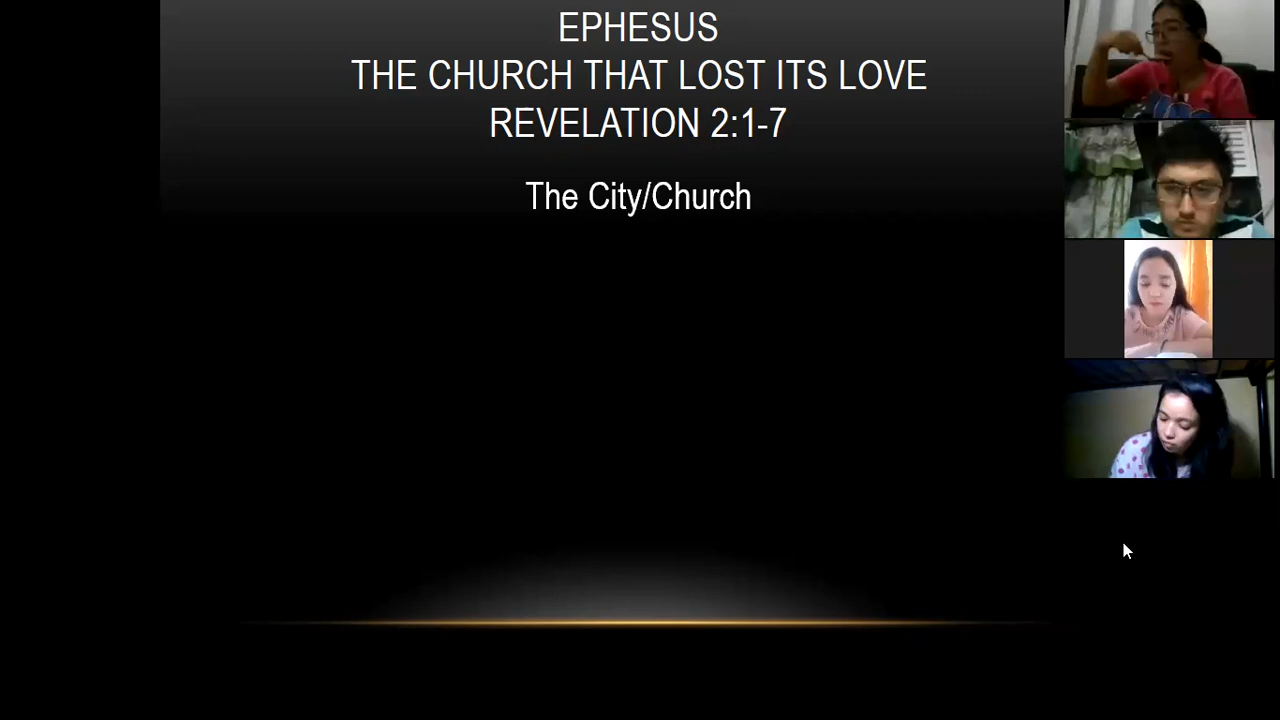 EPHESUS
THE CHURCH THAT LOST ITS LOVE
REVELATION 2:1-7
The City/Church